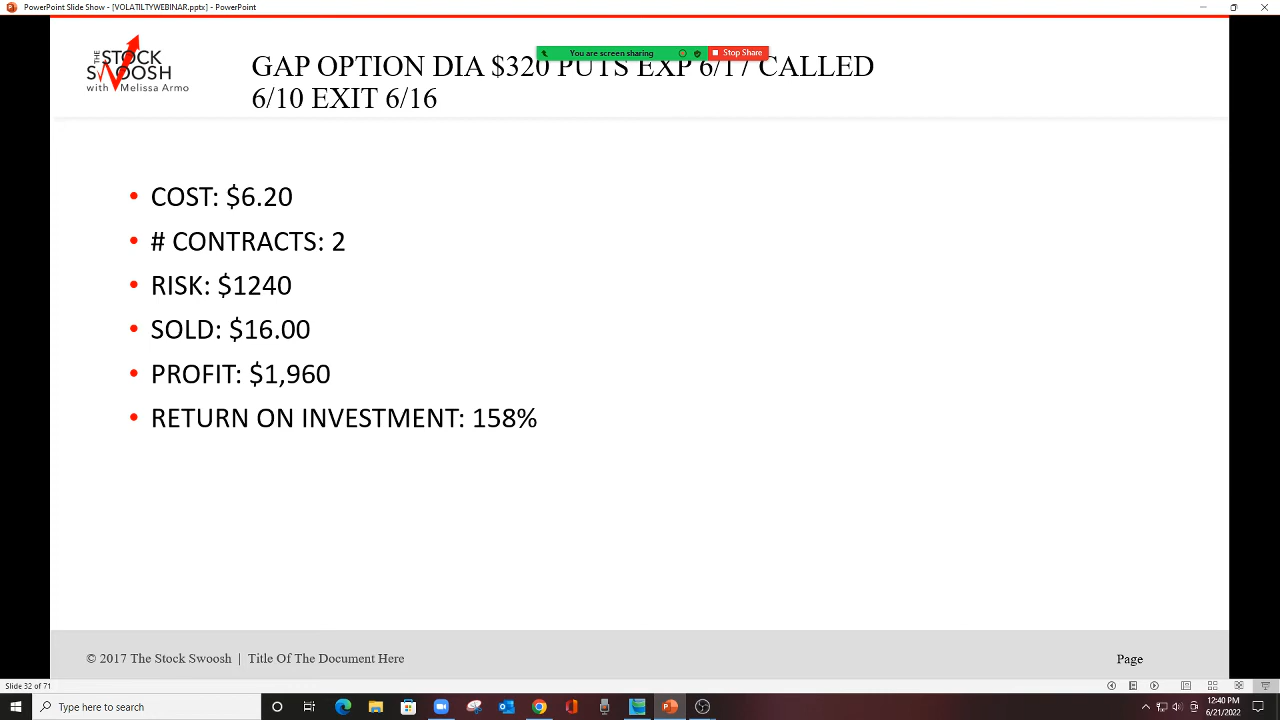 PowerPoint Slide Show - [VOLATILTYWEBINAR.pptx] - PowerPoint
You are screen sharing
Stop Share
THE
STOCK
SWOOSH
with Melissa Armo
GAP OPTION DIA $320 PUTS EXP 6/17 CALLED
6/10 EXIT 6/16
• COST: $6.20
• # CONTRACTS: 2
• RISK: $1240
• SOLD: $16.00
• PROFIT: $1,960
• RETURN ON INVESTMENT: 158%
© 2017 The Stock Swoosh | Title Of The Document Here
Page
Slide 32 of 71
Type here to search
12:40 PM
6/21/2022